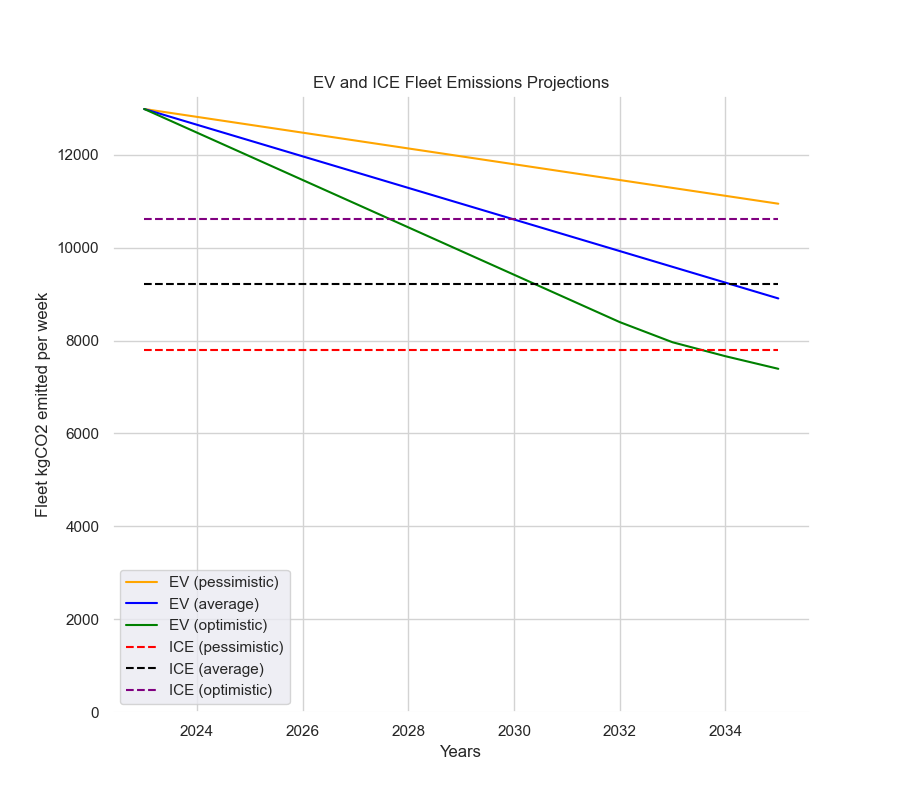 EV and ICE Fleet Emissions Projections
12000
10000
8000
6000
4000
2000
0
Fleet kgCO2 emitted per week
EV (pessimistic)
EV (average)
EV (optimistic)
ICE (pessimistic)
ICE (average)
ICE (optimistic)
2024 2026 2028 2030 2032 2034
Years